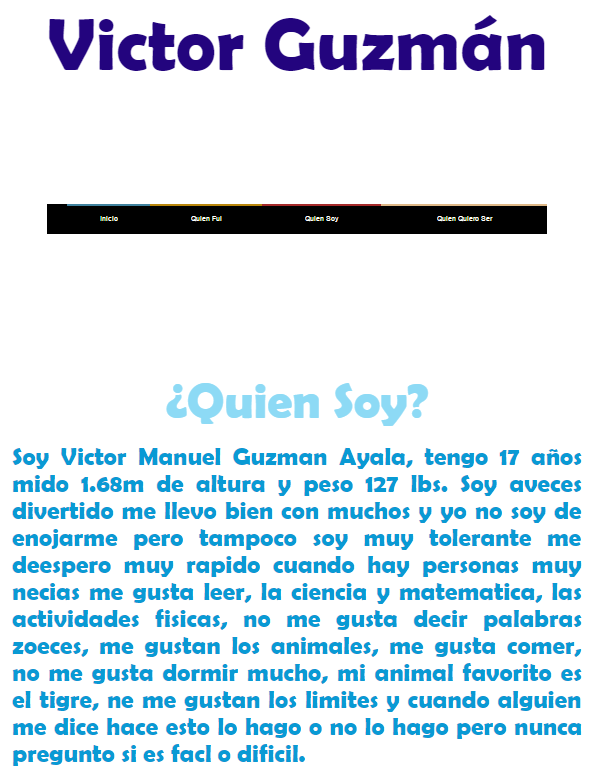 Victor Guzmán
Inicio Quien Fui Quien Soy Quien Quiero Ser
¿Quien Soy?
Soy Victor Manuel Guzman Ayala, tengo 17 años
mido 1.68m de altura y peso 127 lbs. Soy aveces
divertido me llevo bien con muchos y yo no soy de
enojarme pero tampoco soy muy tolerante me
deespero muy rapido cuando hay personas muy
necias me gusta leer, la ciencia y matematica, las
actividades fisicas, no me gusta decir palabras
zoeces, me gustan los animales, me gusta comer,
no me gusta dormir mucho, mi animal favorito es
el tigre, ne me gustan los limites y cuando alguien
me dice hace esto lo hago o no lo hago pero nunca
pregunto si es facl o dificil.